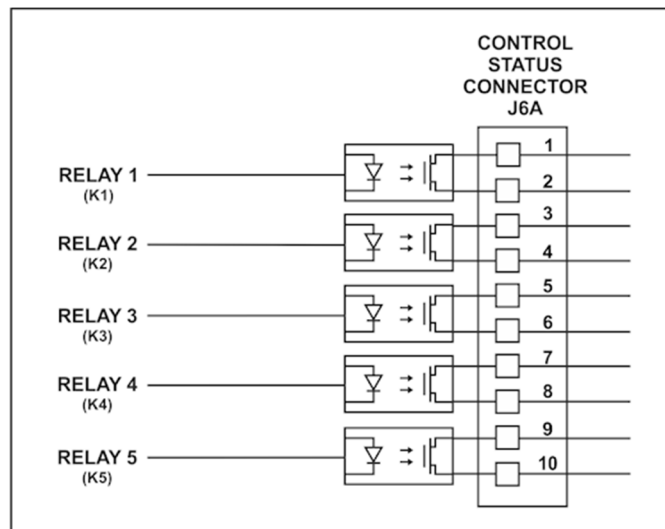 CONTROL
STATUS
CONNECTOR
J6A
1
RELAY 1
(K1)
2
3
RELAY 2
(K2)
4
5
RELAY 3
(K3)
6
7
RELAY 4
(K4)
8
9
RELAY 5
(K5)
10